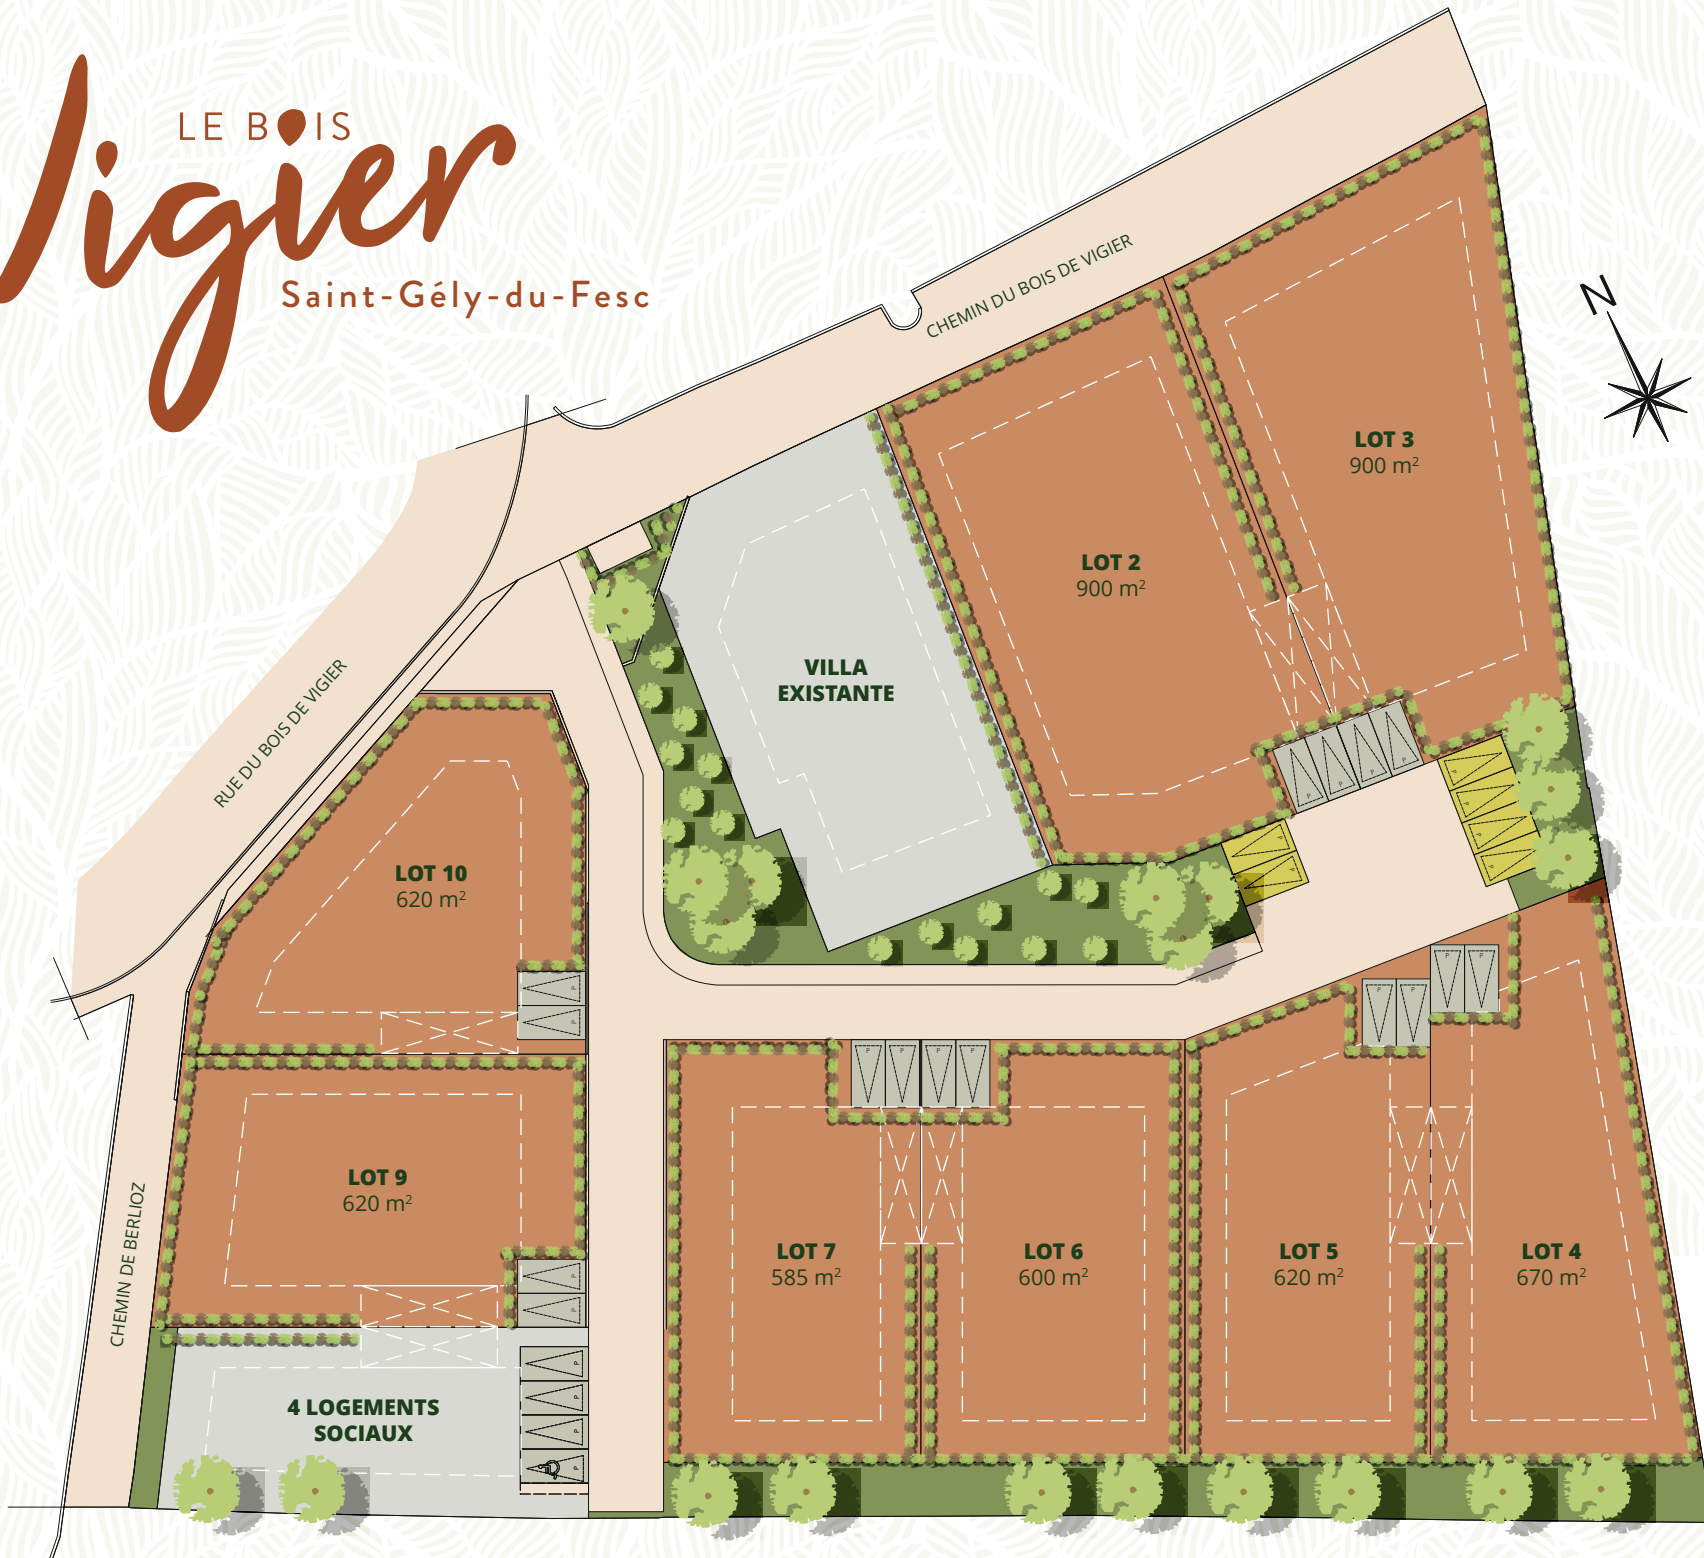 LE BOIS
Vigier
Saint-Gély-du-Fesc
CHEMIN DU BOIS DE VIGIER
N
LOT 3
900 m²
LOT 2
900 m²
VILLA
EXISTANTE
RUE DU BOIS DE VIGIER
LOT 10
620 m²
LOT 9
620 m²
CHEMIN DE BERLIOZ
LOT 7
585 m²
LOT 6
600 m²
LOT 5
620 m²
LOT 4
670 m²
4 LOGEMENTS
SOCIAUX